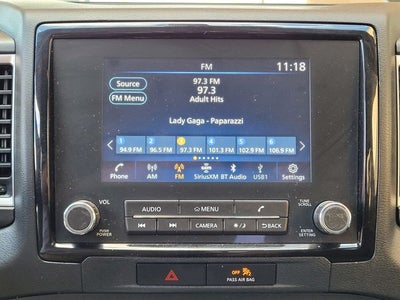 FM 11:18
Source
97.3 FM
97.3
FM Menu
Adult Hits
Lady Gaga - Paparazzi
1 2 3 4 5 6
94.9 FM 96.5 FM 97.3 FM 101.3 FM 102.9 FM 106.9 FM
Phone AM FM SiriusXM BT Audio USB1 Settings
VOL
AUDIO MENU
TUNE
SCROLL
PUSH
POWER
CAMERA BACK
ENTER
SETTING
OFF
PASS AIR BAG